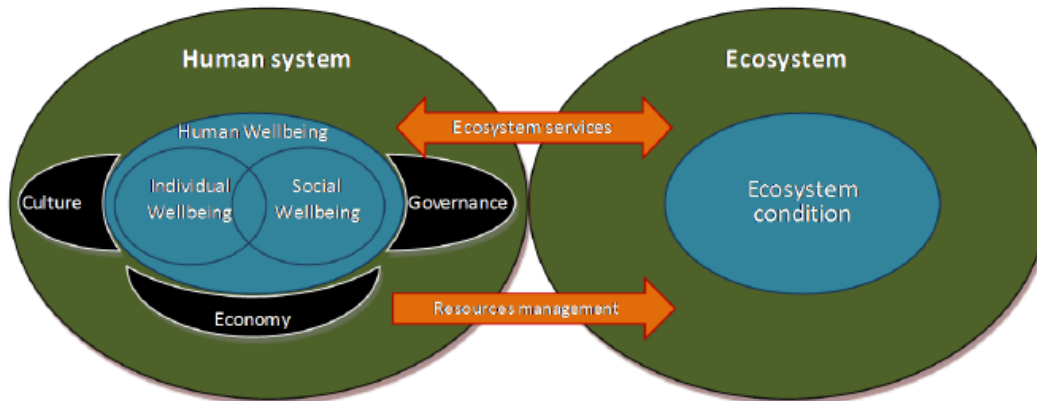 Human system
Ecosystem
Human Wellbeing
Ecosystem services
Individual
Wellbeing
Social
Wellbeing
Culture
Governance
Ecosystem
condition
Economy
Resources management